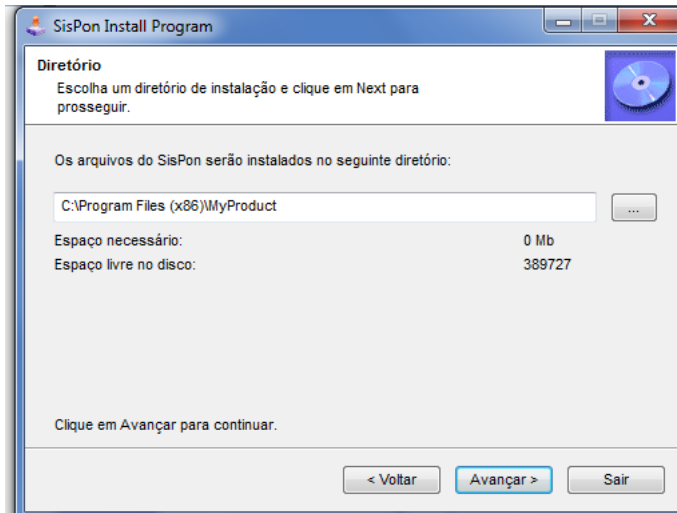 SisPon Install Program
Diretório
Escolha um diretório de instalação e clique em Next para
prosseguir.
Os arquivos do SisPon serão instalados no seguinte diretório:
C:\Program Files (x86)\MyProduct
...
Espaço necessário: 0 Mb
Espaço livre no disco: 389727
Clique em Avançar para continuar.
< Voltar Avançar > Sair